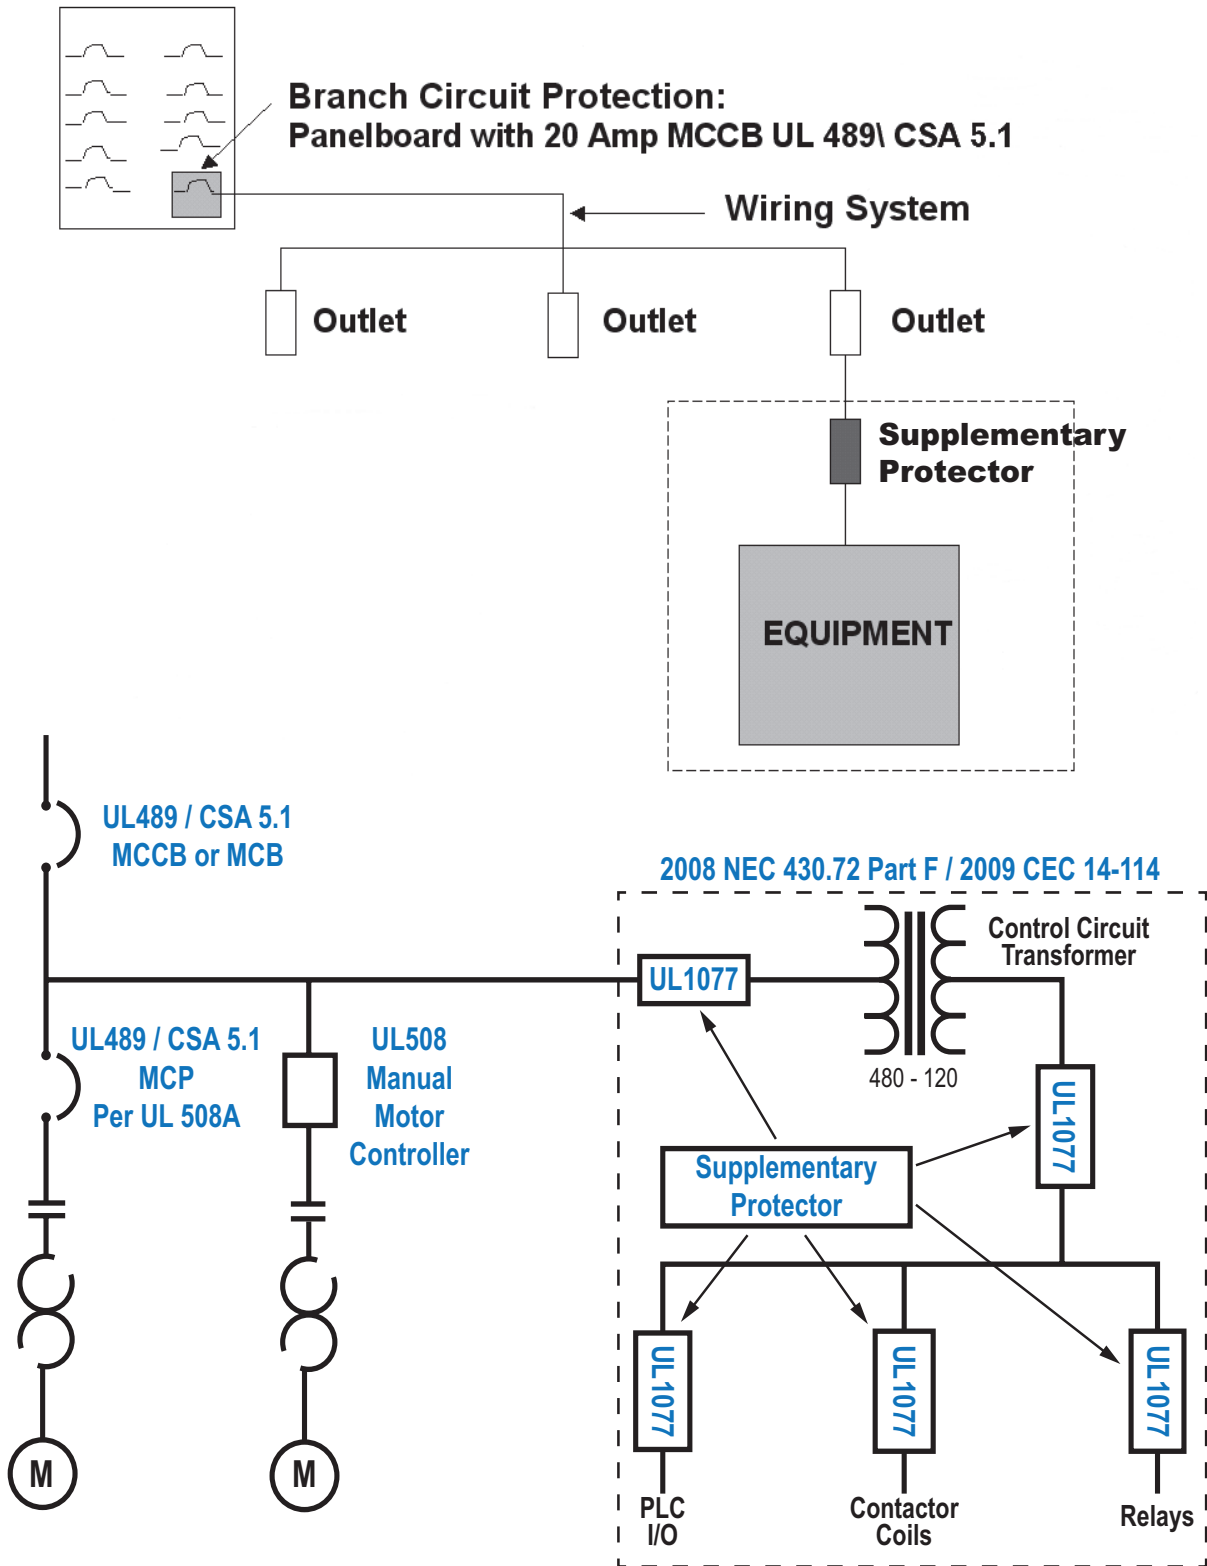 Branch Circuit Protection:
Panelboard with 20 Amp MCCB UL 489\ CSA 5.1
Wiring System
Outlet
Outlet
Outlet
Supplementary
Protector
EQUIPMENT
UL489 / CSA 5.1
MCCB or MCB
2008 NEC 430.72 Part F / 2009 CEC 14-114
Control Circuit
Transformer
UL1077
480 - 120
UL489 / CSA 5.1
MCP
Per UL 508A
UL508
Manual
Motor
Controller
UL1077
Supplementary
Protector
UL1077
UL1077
UL1077
M
M
PLC
I/O
Contactor
Coils
Relays